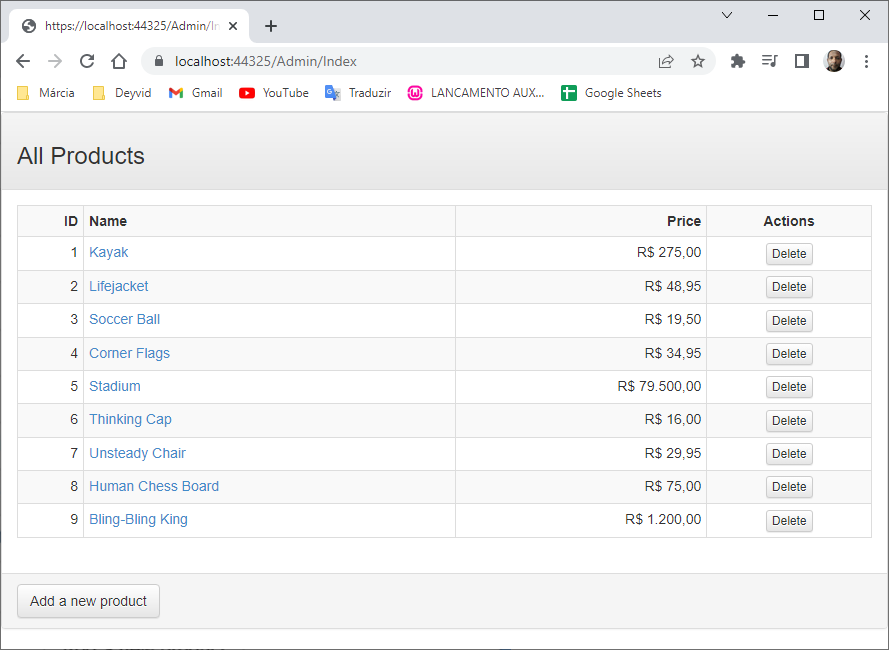 https://localhost:44325/Admin/In
localhost:44325/Admin/Index
Márcia Deyvid Gmail YouTube Traduzir LANCAMENTO AUX... Google Sheets
All Products
ID Name Price Actions
1 Kayak R$ 275,00 Delete
2 Lifejacket R$ 48,95 Delete
3 Soccer Ball R$ 19,50 Delete
4 Corner Flags R$ 34,95 Delete
5 Stadium R$ 79.500,00 Delete
6 Thinking Cap R$ 16,00 Delete
7 Unsteady Chair R$ 29,95 Delete
8 Human Chess Board R$ 75,00 Delete
9 Bling-Bling King R$ 1.200,00 Delete
Add a new product